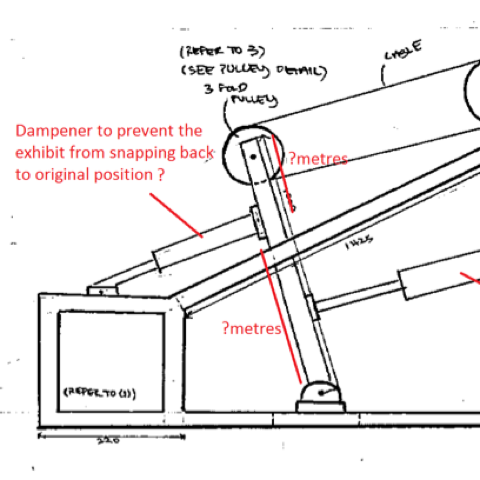 (REFER TO 3)
(SEE PULLEY DETAIL)
3 FOLD
PULLEY
CABLE
Dampener to prevent the
exhibit from snapping back
to original position ?
?metres
1425
?metres
(REFER TO (1))
220